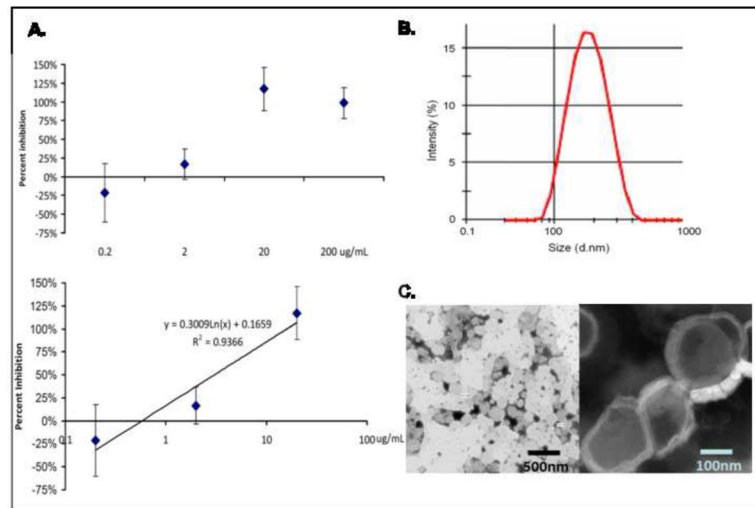 A.
150%
125%
100%
75%
50%
25%
0%
-25%
-50%
-75%
Percent inhibition
0.2 2 20 200 ug/mL
150%
125%
100%
75%
50%
25%
0%
-25%
-50%
-75%
Percent Inhibition
y = 0.3009Ln(x) + 0.1659
R² = 0.9366
0.1 1 10 100 ug/mL
B.
15
10
5
0
Intensity (%)
0.1 100 1000
Size (d.nm)
C.
500nm
100nm